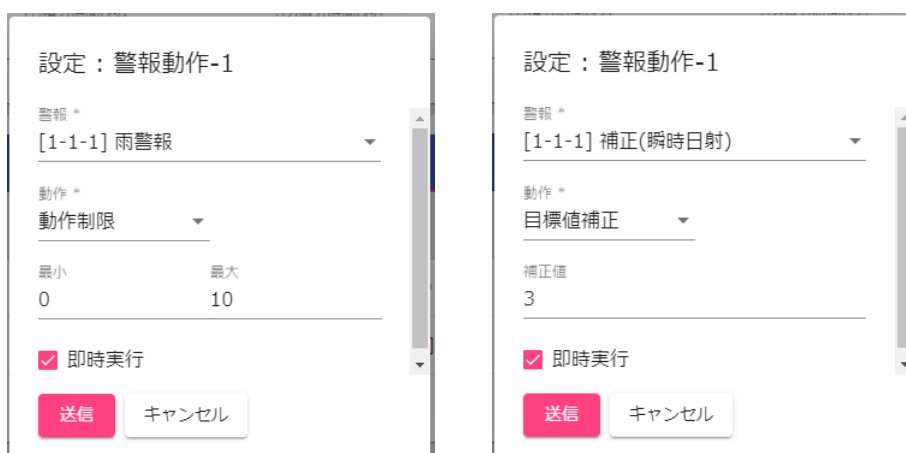 設定：警報動作-1
警報 *
[1-1-1] 雨警報
動作 *
動作制限
最小 最大
0 10
即時実行
送信 キャンセル
設定：警報動作-1
警報 *
[1-1-1] 補正(瞬時日射)
動作 *
目標値補正
補正値
3
即時実行
送信 キャンセル